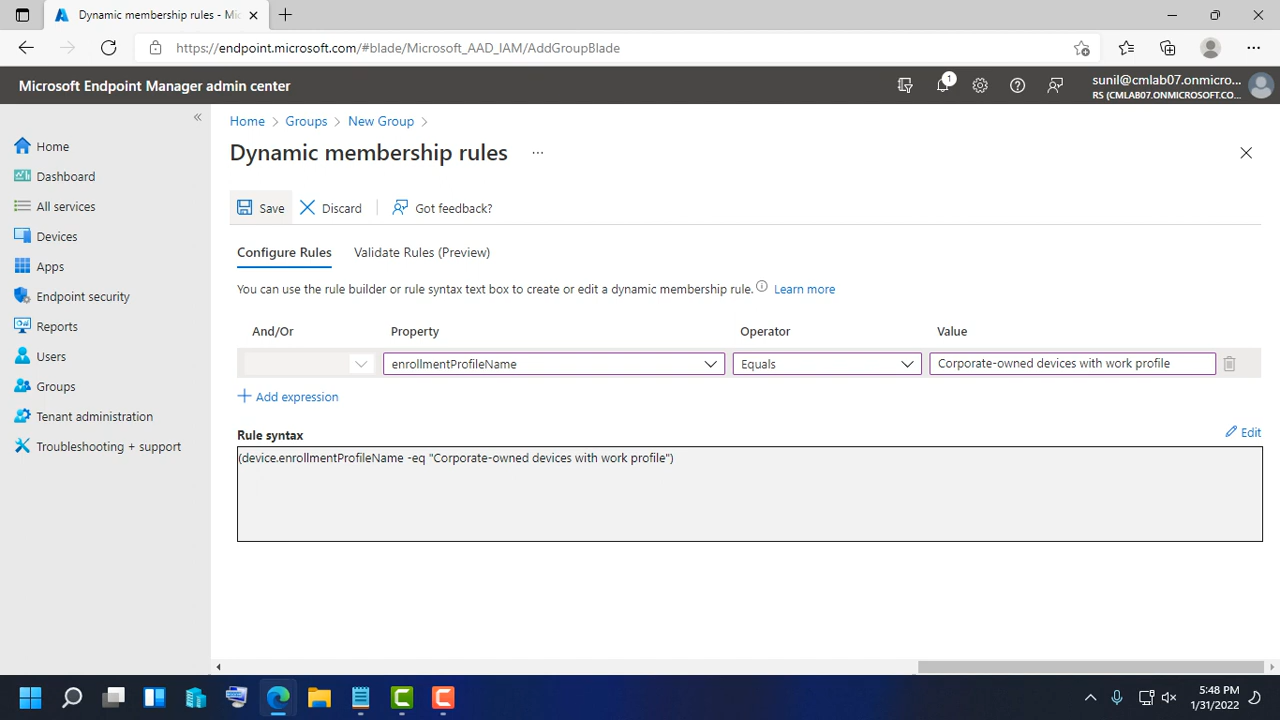 Dynamic membership rules - Mic
https://endpoint.microsoft.com/#blade/Microsoft_AAD_IAM/AddGroupBlade
Microsoft Endpoint Manager admin center
1
sunil@cmlab07.onmicro...
RS (CMLAB07.ONMICROSOFT.CO...
Home
Dashboard
All services
Devices
Apps
Endpoint security
Reports
Users
Groups
Tenant administration
Troubleshooting + support
Home > Groups > New Group >
Dynamic membership rules ...
Save
Discard
Got feedback?
Configure Rules
Validate Rules (Preview)
You can use the rule builder or rule syntax text box to create or edit a dynamic membership rule. Learn more
And/Or Property Operator Value
enrollmentProfileName Equals Corporate-owned devices with work profile
Add expression
Rule syntax
Edit
(device.enrollmentProfileName -eq "Corporate-owned devices with work profile")
5:48 PM
1/31/2022